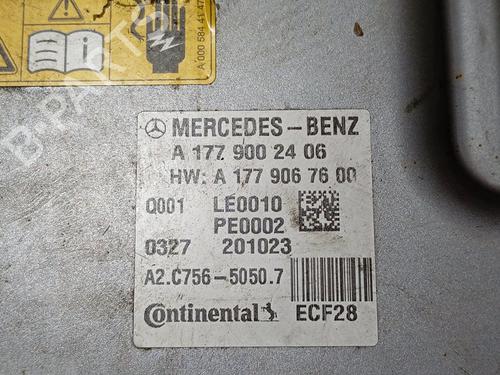 A 000 584 41 47
B-PARTS
MERCEDES-BENZ
A 177 900 24 06
HW: A 177 906 76 00
Q001 LE0010
PE0002
0327 201023
A2.C756-5050.7
Continental ECF28